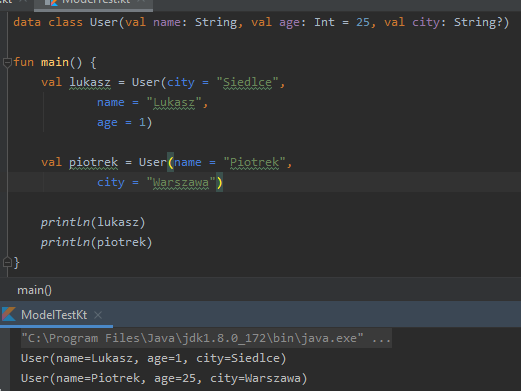 ModelTest.kt
data class User(val name: String, val age: Int = 25, val city: String?)
fun main() {
val lukasz = User(city = "Siedlce",
name = "Lukasz",
age = 1)
val piotrek = User(name = "Piotrek",
city = "Warszawa")
println(lukasz)
println(piotrek)
}
main()
ModelTestKt
"C:\Program Files\Java\jdk1.8.0_172\bin\java.exe" ...
User(name=Lukasz, age=1, city=Siedlce)
User(name=Piotrek, age=25, city=Warszawa)